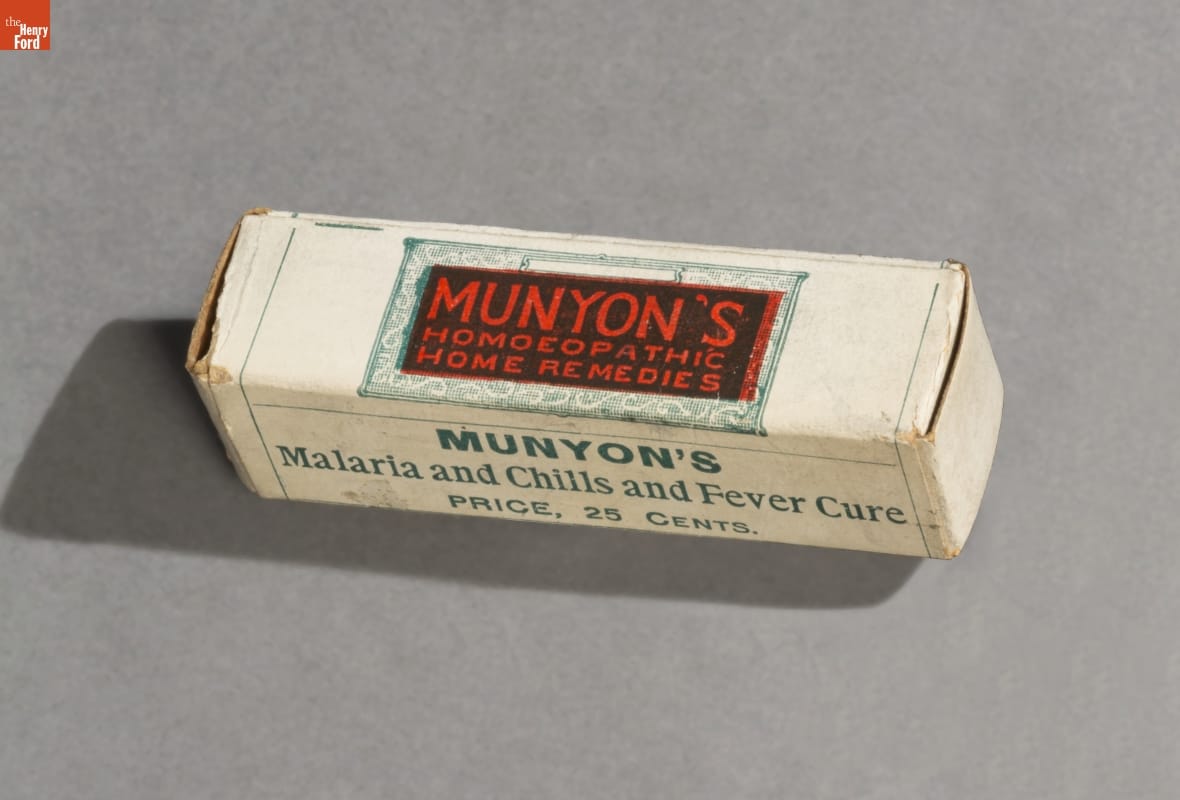 the
Henry
Ford
MUNYON'S
HOMOEOPATHIC
HOME REMEDIES
MUNYON'S
Malaria and Chills and Fever Cure
PRICE, 25 CENTS.